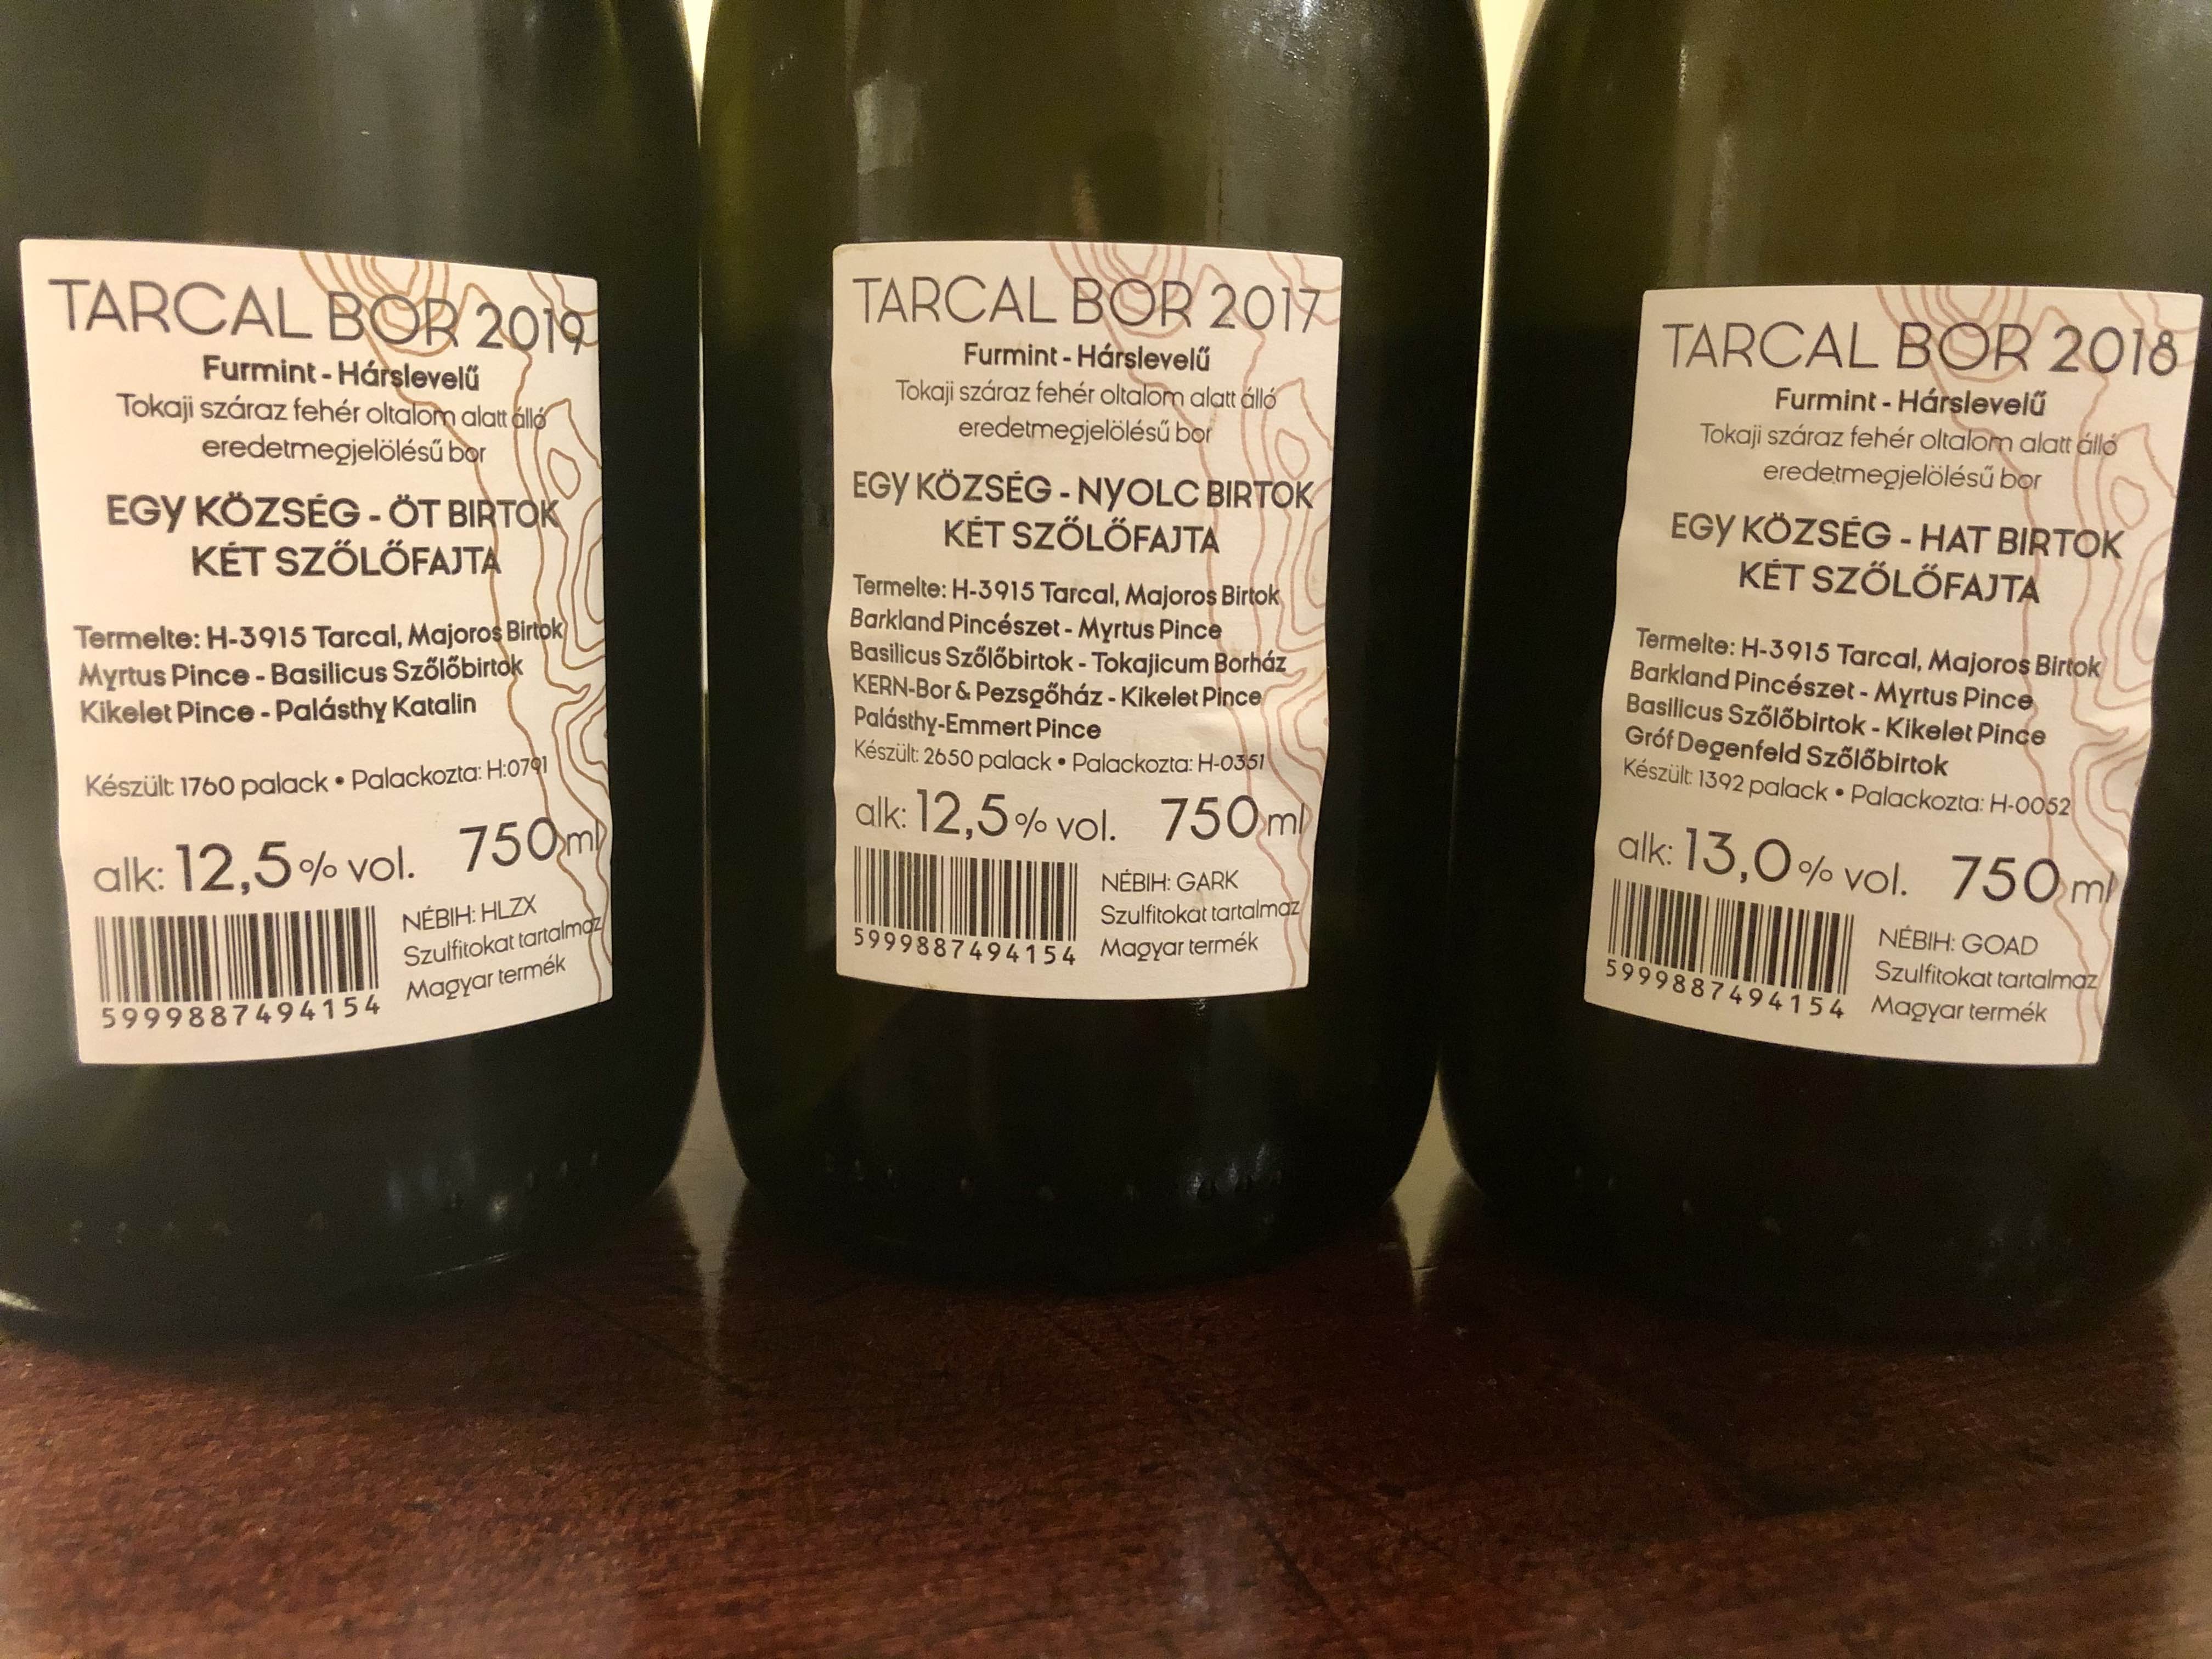 TARCAL BOR 2019
Furmint - Hárslevelű
Tokaji száraz fehér oltalom alatt álló
eredetmegjelölésű bor
EGY KÖZSÉG - ÖT BIRTOK
KÉT SZŐLŐFAJTA
Termelte: H-3915 Tarcal, Majoros Birtok
Myrtus Pince - Basilicus Szőlőbirtok
Kikelet Pince - Palásthy Katalin
Készült: 1760 palack • Palackozta: H:0791
alk: 12,5 % vol. 750 ml
NÉBIH: HLZX
Szulfitokat tartalmaz
Magyar termék
5999887494154
TARCAL BOR 2017
Furmint - Hárslevelű
Tokaji száraz fehér oltalom alatt álló
eredetmegjelölésű bor
EGY KÖZSÉG - NYOLC BIRTOK
KÉT SZŐLŐFAJTA
Termelte: H-3915 Tarcal, Majoros Birtok
Barkland Pincészet - Myrtus Pince
Basilicus Szőlőbirtok - Tokajicum Borház
KERN-Bor & Pezsgőház - Kikelet Pince
Palásthy-Emmert Pince
Készült: 2650 palack • Palackozta: H-0351
alk: 12,5 % vol. 750 ml
NÉBIH: GARK
Szulfitokat tartalmaz
Magyar termék
5999887494154
TARCAL BOR 2018
Furmint - Hárslevelű
Tokaji száraz fehér oltalom alatt álló
eredetmegjelölésű bor
EGY KÖZSÉG - HAT BIRTOK
KÉT SZŐLŐFAJTA
Termelte: H-3915 Tarcal, Majoros Birtok
Barkland Pincészet - Myrtus Pince
Basilicus Szőlőbirtok - Kikelet Pince
Gróf Degenfeld Szőlőbirtok
Készült: 1392 palack • Palackozta: H-0052
alk: 13,0 % vol. 750 ml
NÉBIH: GOAD
Szulfitokat tartalmaz
Magyar termék
5999887494154